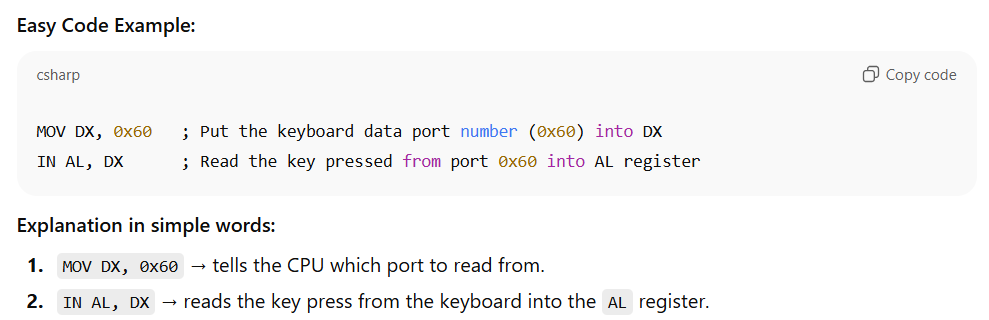 Easy Code Example:
csharp
Copy code
MOV DX, 0x60   ; Put the keyboard data port number (0x60) into DX
IN AL, DX      ; Read the key pressed from port 0x60 into AL register
Explanation in simple words:
1. MOV DX, 0x60 → tells the CPU which port to read from.
2. IN AL, DX → reads the key press from the keyboard into the AL register.